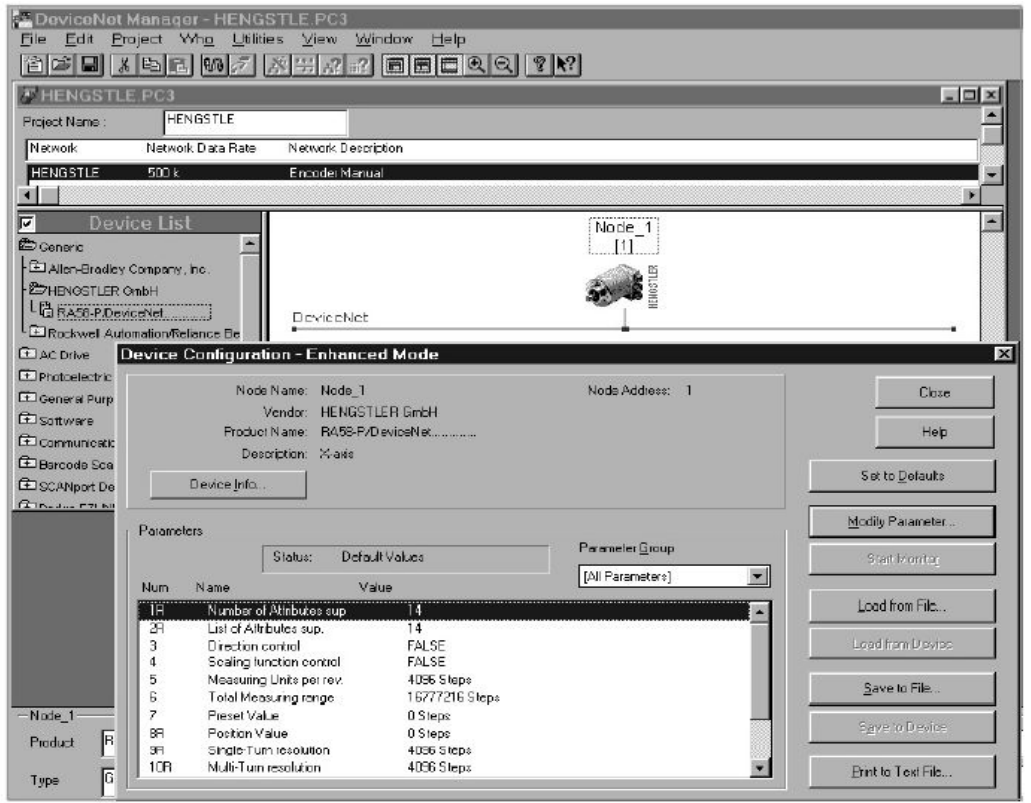 DeviceNet Manager - HENGSTLE.PC3
File Edit Project Who Utilities View Window Help
HENGSTLE.PC3
Project Name : HENGSTLE
Network Network Data Rate Network Description
HENGSTLE 500 k Encoder Manual
Device List
Generic
Allen-Bradley Company, Inc.
HENGSTLER GmbH
RA58-P/DeviceNet.............
Rockwell Automation/Reliance Ele
AC Drive
Photoelectric
General Purp
Software
Communicatio
Barcode Sca
SCANport De
Node_1
[1]
HENGSTLER
DeviceNet
Device Configuration - Enhanced Mode
Node Name: Node_1 Node Address: 1
Vendor: HENGSTLER GmbH
Product Name: RA58-P/DeviceNet.............
Description: X-axis
Device Info...
Close
Help
Set to Defaults
Modify Parameter...
Start Monitor
Load from File...
Load from Device
Save to File...
Save to Device
Print to Text File...
Parameters
Status: Default Values
Parameter Group
[All Parameters]
Num Name Value
1R Number of Attributes sup 14
2R List of Attributes sup. 14
3 Direction control FALSE
4 Scaling function control FALSE
5 Measuring Units per rev. 4096 Steps
6 Total Measuring range 16777216 Steps
7 Preset Value 0 Steps
8R Position Value 0 Steps
9R Single-Turn resolution 4096 Steps
10R Multi-Turn resolution 4096 Steps
Node_1
Product R
Type G